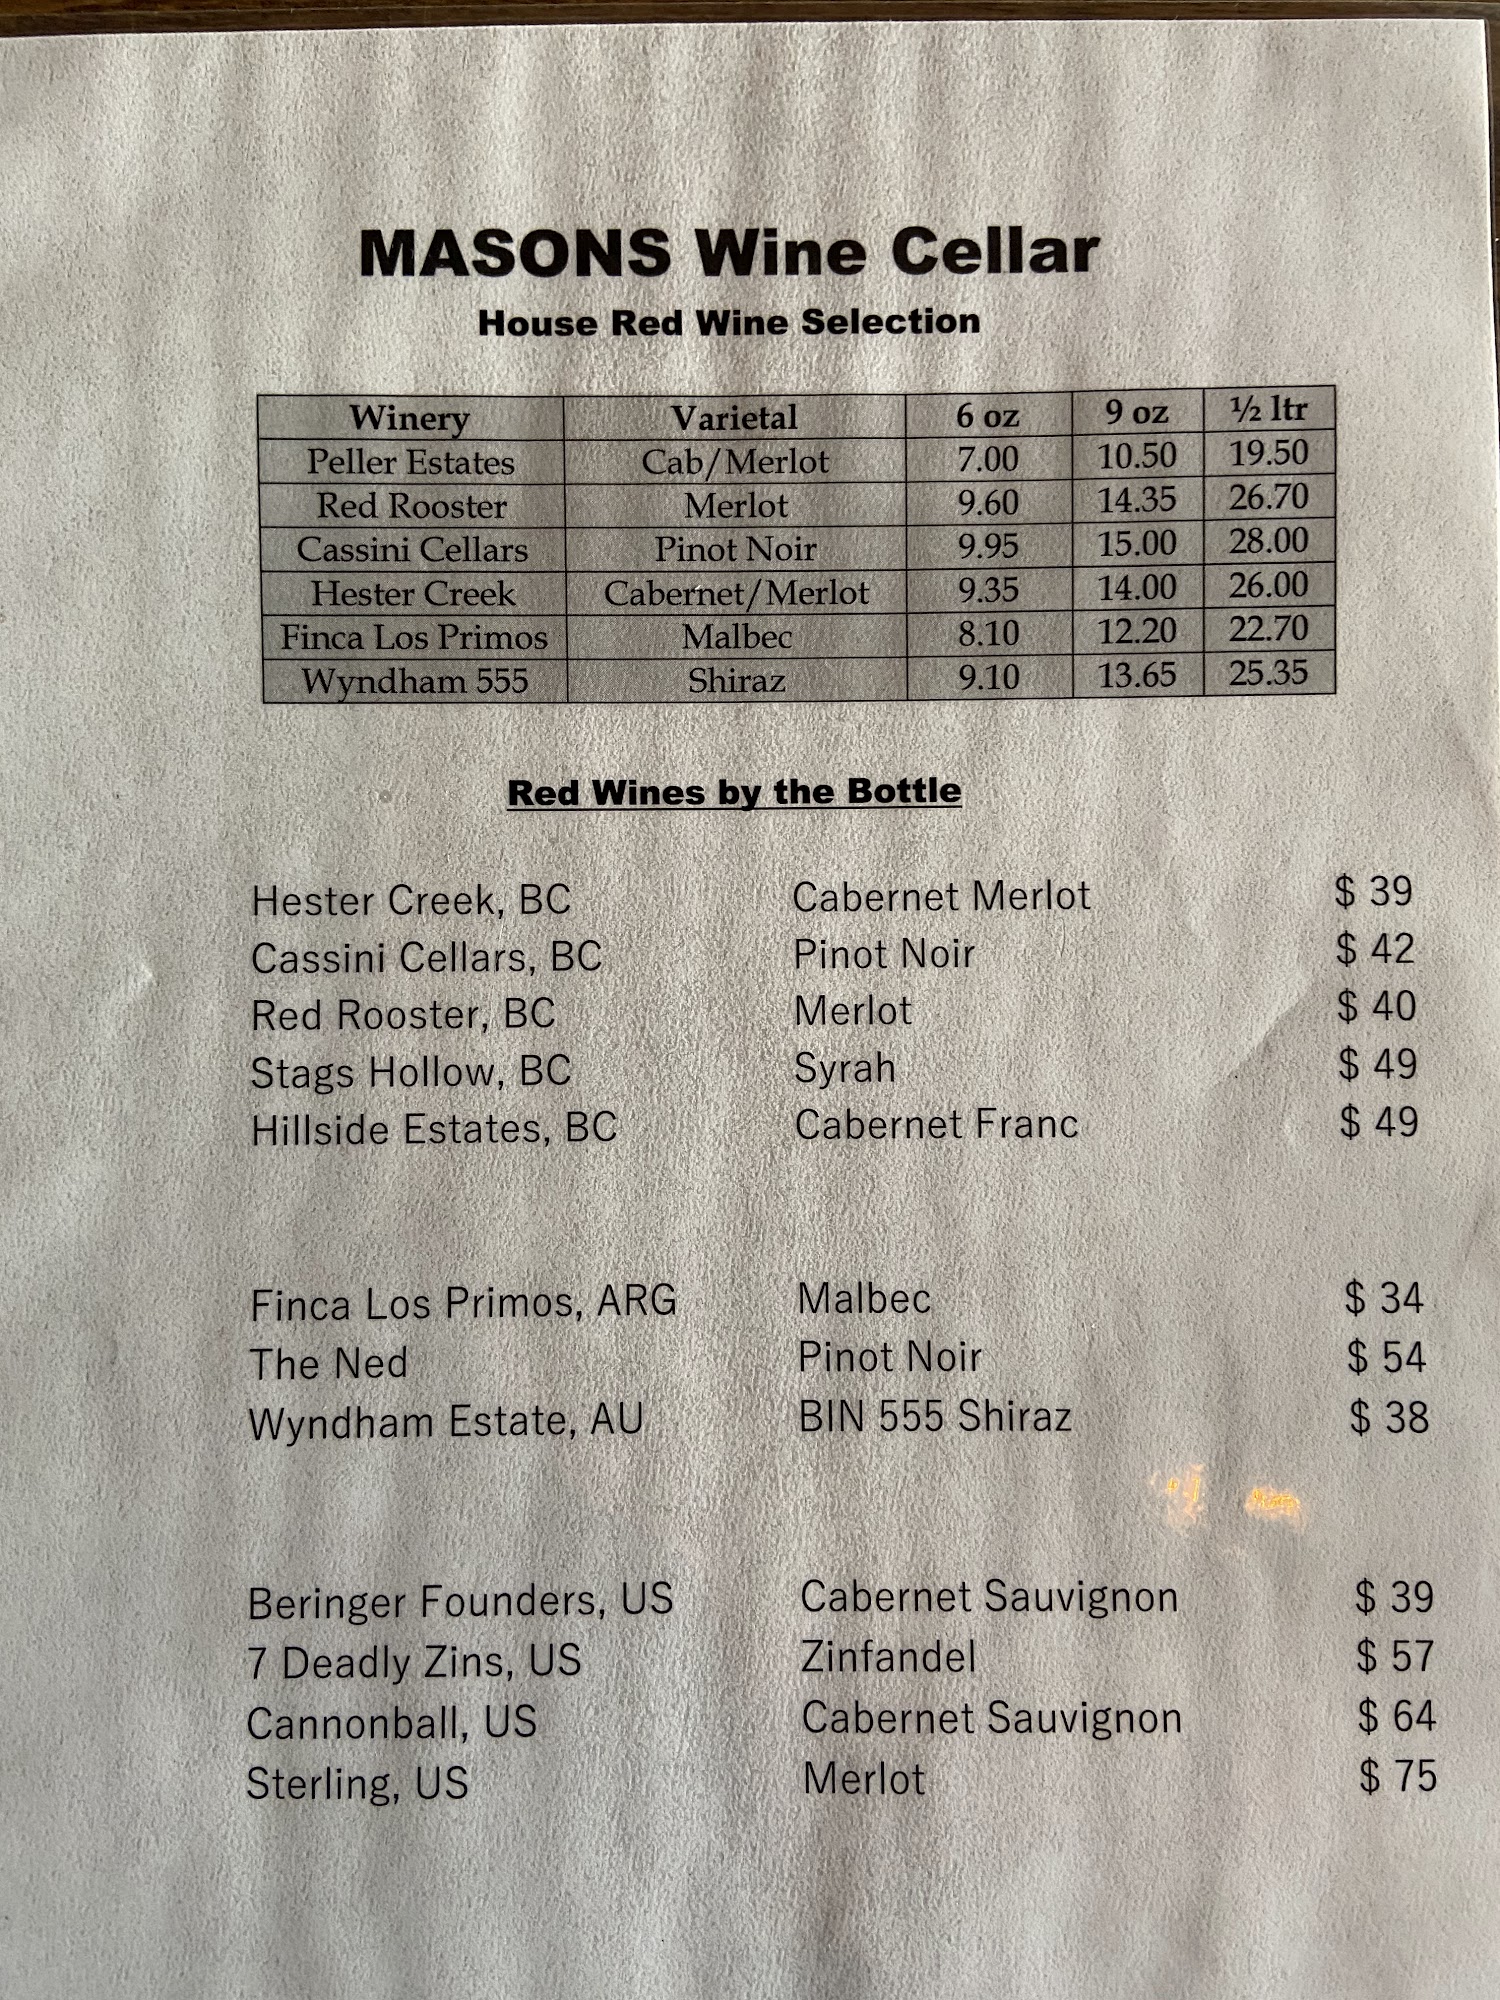 MASONS Wine Cellar
House Red Wine Selection
Winery Varietal 6 oz 9 oz ½ ltr
Peller Estates Cab/Merlot 7.00 10.50 19.50
Red Rooster Merlot 9.60 14.35 26.70
Cassini Cellars Pinot Noir 9.95 15.00 28.00
Hester Creek Cabernet/Merlot 9.35 14.00 26.00
Finca Los Primos Malbec 8.10 12.20 22.70
Wyndham 555 Shiraz 9.10 13.65 25.35
Red Wines by the Bottle
Hester Creek, BC Cabernet Merlot $ 39
Cassini Cellars, BC Pinot Noir $ 42
Red Rooster, BC Merlot $ 40
Stags Hollow, BC Syrah $ 49
Hillside Estates, BC Cabernet Franc $ 49
Finca Los Primos, ARG Malbec $ 34
The Ned Pinot Noir $ 54
Wyndham Estate, AU BIN 555 Shiraz $ 38
Beringer Founders, US Cabernet Sauvignon $ 39
7 Deadly Zins, US Zinfandel $ 57
Cannonball, US Cabernet Sauvignon $ 64
Sterling, US Merlot $ 75